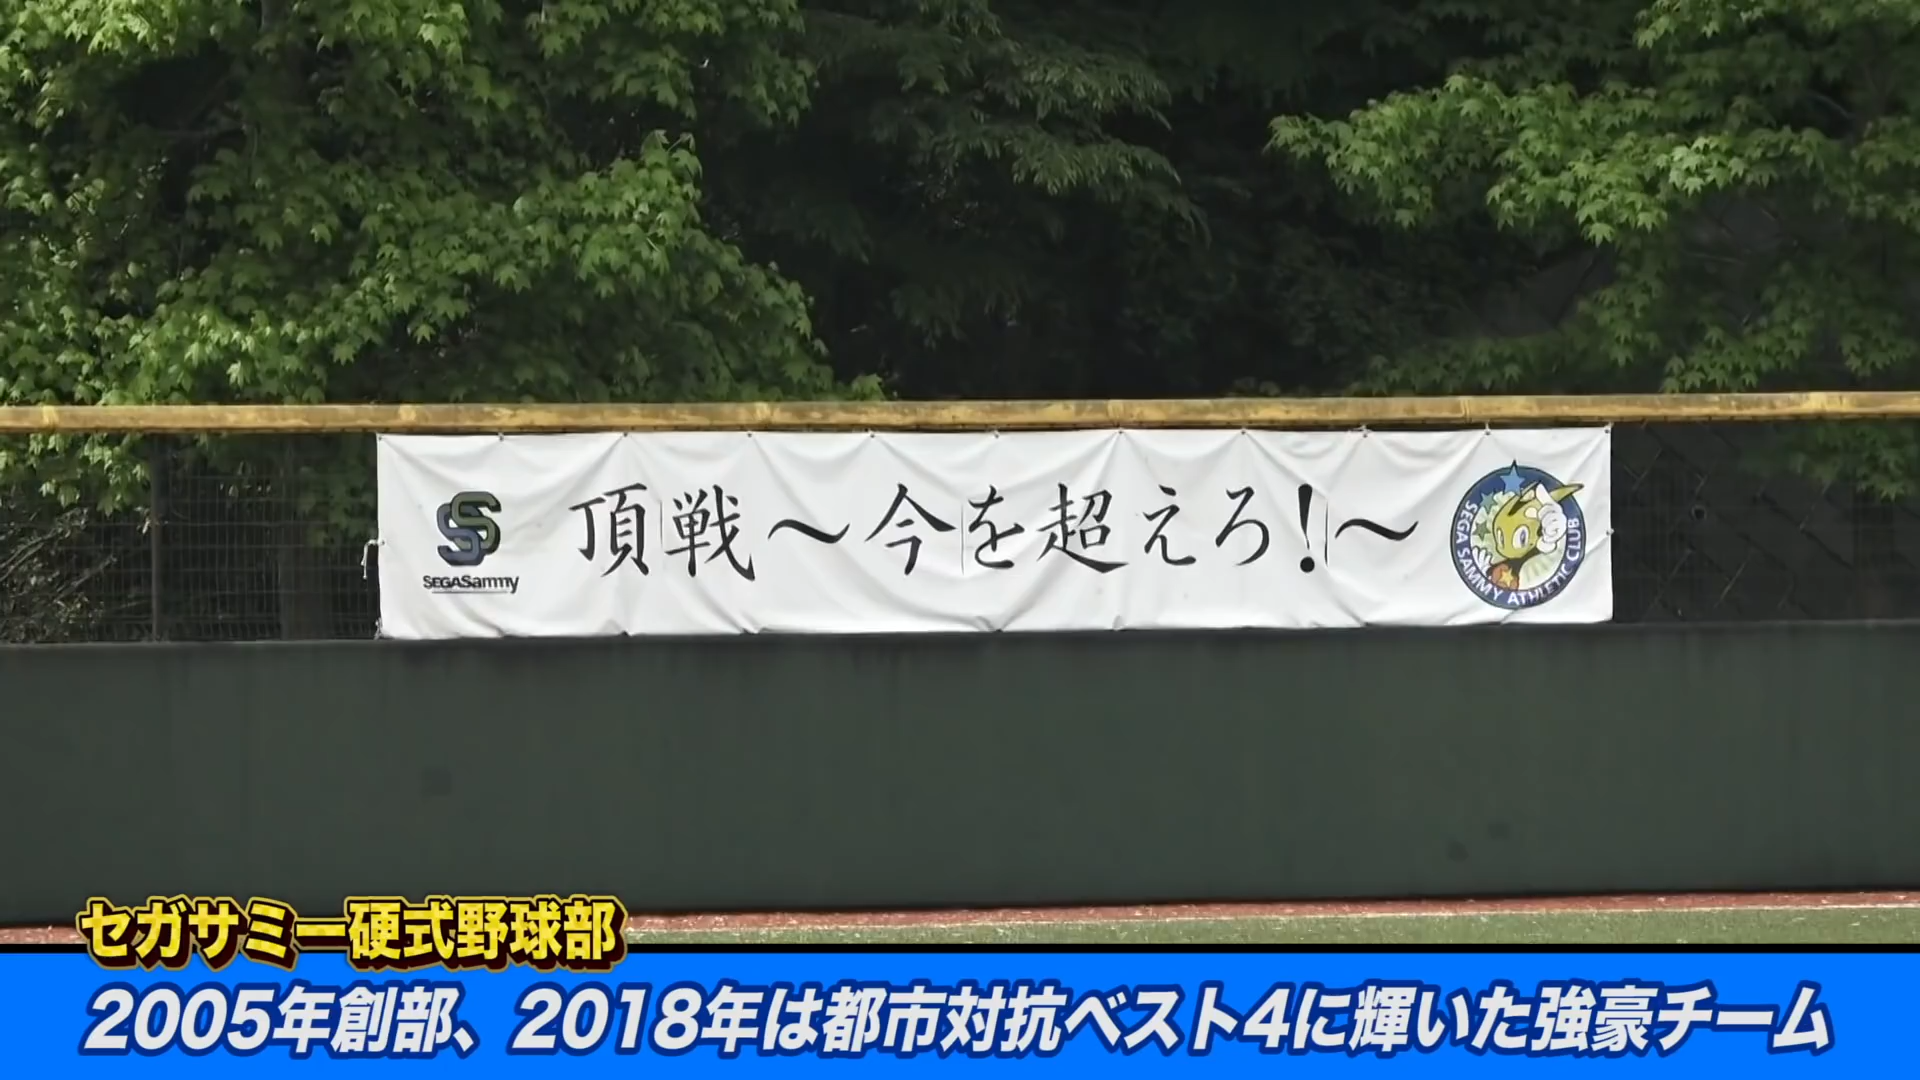 SEGASammy
頂戦～今を超えろ!～
SEGA SAMMY ATHLETIC CLUB
セガサミー硬式野球部
2005年創部、2018年は都市対抗ベスト4に輝いた強豪チーム